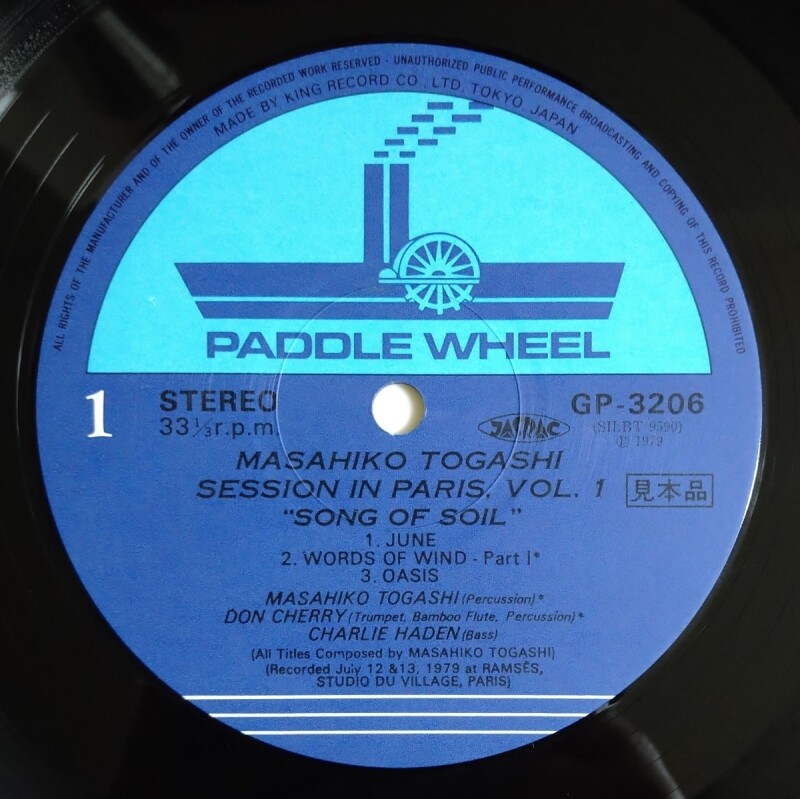 ALL RIGHTS OF THE MANUFACTURER AND OF THE OWNER OF THE RECORDED WORK RESERVED · UNAUTHORIZED PUBLIC PERFORMANCE BROADCASTING AND COPYING OF THIS RECORD PROHIBITED
MADE BY KING RECORD CO., LTD. TOKYO JAPAN
PADDLE WHEEL
1 STEREO GP-3206
33⅓r.p.m. JASRAC (SILBT 9590)
Ⓟ 1979
MASAHIKO TOGASHI
SESSION IN PARIS, VOL. 1 見本品
"SONG OF SOIL"
1. JUNE
2. WORDS OF WIND - Part I*
3. OASIS
MASAHIKO TOGASHI (Percussion)*
DON CHERRY (Trumpet, Bamboo Flute, Percussion)*
CHARLIE HADEN (Bass)
(All Titles Composed by MASAHIKO TOGASHI)
(Recorded July 12 &13, 1979 at RAMSÈS,
STUDIO DU VILLAGE, PARIS)